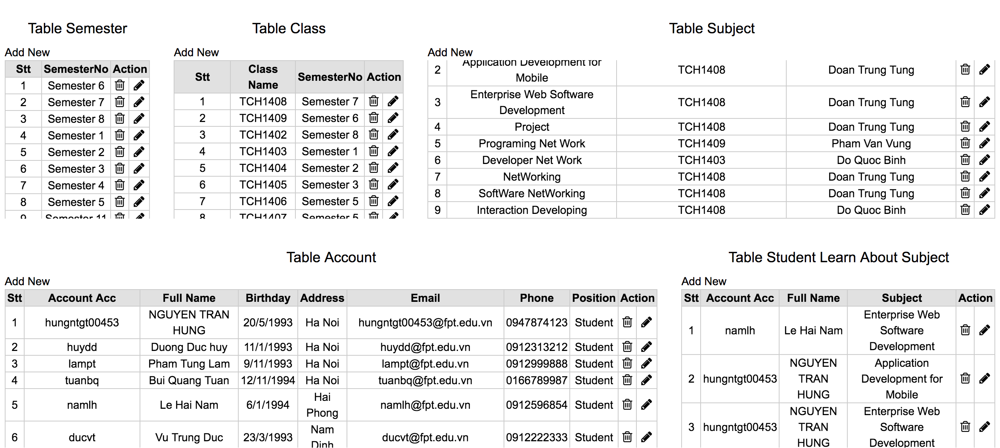 Table Semester
Add New
Stt SemesterNo Action
1 Semester 6
2 Semester 7
3 Semester 8
4 Semester 1
5 Semester 2
6 Semester 3
7 Semester 4
8 Semester 5
9 Semester 11
Table Class
Add New
Stt Class Name SemesterNo Action
1 TCH1408 Semester 7
2 TCH1409 Semester 6
3 TCH1402 Semester 8
4 TCH1403 Semester 1
5 TCH1404 Semester 2
6 TCH1405 Semester 3
7 TCH1406 Semester 5
8 TCH1407 Semester 5
Table Subject
Add New
2 Application Development for Mobile TCH1408 Doan Trung Tung
3 Enterprise Web Software Development TCH1408 Doan Trung Tung
4 Project TCH1408 Doan Trung Tung
5 Programing Net Work TCH1409 Pham Van Vung
6 Developer Net Work TCH1403 Do Quoc Binh
7 NetWorking TCH1408 Doan Trung Tung
8 SoftWare NetWorking TCH1408 Doan Trung Tung
9 Interaction Developing TCH1408 Do Quoc Binh
Table Account
Add New
Stt Account Acc Full Name Birthday Address Email Phone Position Action
1 hungntgt00453 NGUYEN TRAN HUNG 20/5/1993 Ha Noi hungntgt00453@fpt.edu.vn 0947874123 Student
2 huydd Duong Duc huy 11/1/1993 Ha Noi huydd@fpt.edu.vn 0912313212 Student
3 lampt Pham Tung Lam 9/11/1993 Ha Noi lampt@fpt.edu.vn 0912999888 Student
4 tuanbq Bui Quang Tuan 12/11/1994 Ha Noi tuanbq@fpt.edu.vn 0166789987 Student
5 namlh Le Hai Nam 6/1/1994 Hai Phong namlh@fpt.edu.vn 0912596854 Student
6 ducvt Vu Trung Duc 23/3/1993 Nam Dinh ducvt@fpt.edu.vn 0912222333 Student
Table Student Learn About Subject
Add New
Stt Account Acc Full Name Subject Action
1 namlh Le Hai Nam Enterprise Web Software Development
2 hungntgt00453 NGUYEN TRAN HUNG Application Development for Mobile
3 hungntgt00453 NGUYEN TRAN HUNG Enterprise Web Software Development